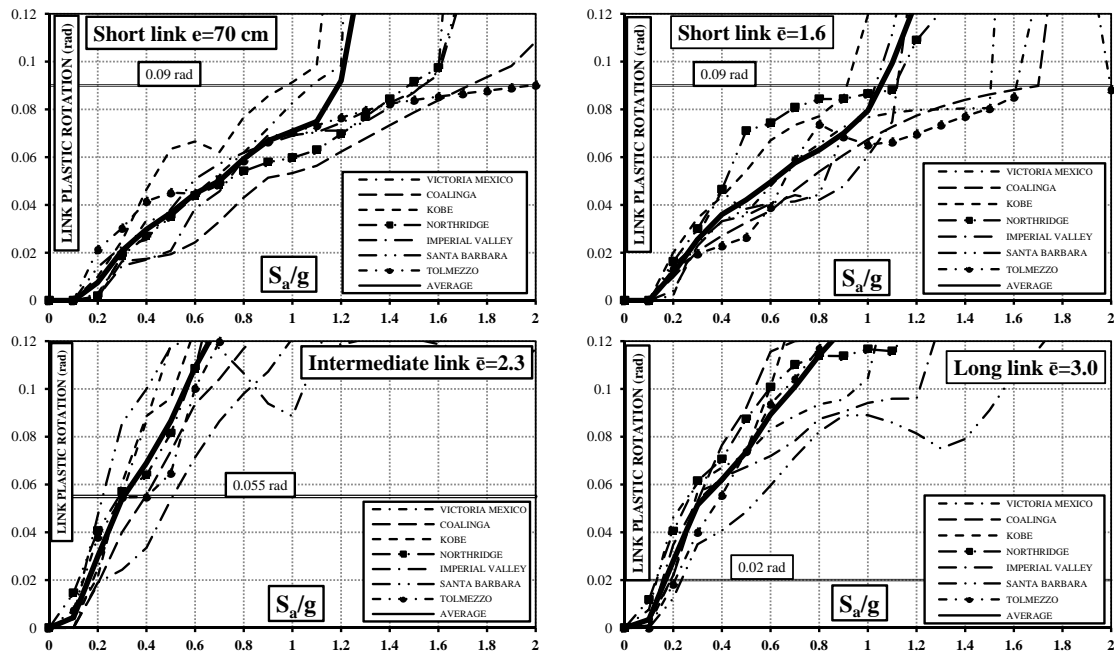 0.12
0.1
0.08
0.06
0.04
0.02
0
LINK PLASTIC ROTATION (rad)
Short link e=70 cm
0.09 rad
Sa/g
VICTORIA MEXICO
COALINGA
KOBE
NORTHRIDGE
IMPERIAL VALLEY
SANTA BARBARA
TOLMEZZO
AVERAGE
0 0.2 0.4 0.6 0.8 1 1.2 1.4 1.6 1.8 2
0.12
0.1
0.08
0.06
0.04
0.02
0
LINK PLASTIC ROTATION (rad)
Short link ē=1.6
0.09 rad
Sa/g
VICTORIA MEXICO
COALINGA
KOBE
NORTHRIDGE
IMPERIAL VALLEY
SANTA BARBARA
TOLMEZZO
AVERAGE
0 0.2 0.4 0.6 0.8 1 1.2 1.4 1.6 1.8 2
0.12
0.1
0.08
0.06
0.04
0.02
0
LINK PLASTIC ROTATION (rad)
Intermediate link ē=2.3
0.055 rad
Sa/g
VICTORIA MEXICO
COALINGA
KOBE
NORTHRIDGE
IMPERIAL VALLEY
SANTA BARBARA
TOLMEZZO
AVERAGE
0 0.2 0.4 0.6 0.8 1 1.2 1.4 1.6 1.8 2
0.12
0.1
0.08
0.06
0.04
0.02
0
LINK PLASTIC ROTATION (rad)
Long link ē=3.0
0.02 rad
Sa/g
VICTORIA MEXICO
COALINGA
KOBE
NORTHRIDGE
IMPERIAL VALLEY
SANTA BARBARA
TOLMEZZO
AVERAGE
0 0.2 0.4 0.6 0.8 1 1.2 1.4 1.6 1.8 2